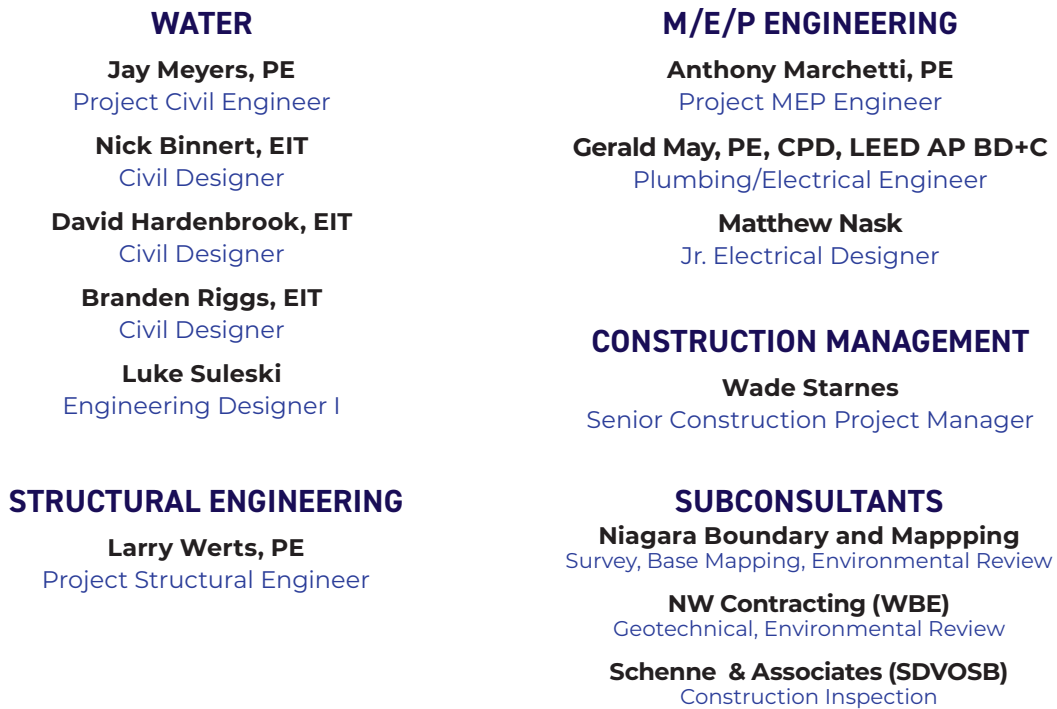 WATER
Jay Meyers, PE
Project Civil Engineer
Nick Binnert, EIT
Civil Designer
David Hardenbrook, EIT
Civil Designer
Branden Riggs, EIT
Civil Designer
Luke Suleski
Engineering Designer I
STRUCTURAL ENGINEERING
Larry Werts, PE
Project Structural Engineer
M/E/P ENGINEERING
Anthony Marchetti, PE
Project MEP Engineer
Gerald May, PE, CPD, LEED AP BD+C
Plumbing/Electrical Engineer
Matthew Nask
Jr. Electrical Designer
CONSTRUCTION MANAGEMENT
Wade Starnes
Senior Construction Project Manager
SUBCONSULTANTS
Niagara Boundary and Mappping
Survey, Base Mapping, Environmental Review
NW Contracting (WBE)
Geotechnical, Environmental Review
Schenne & Associates (SDVOSB)
Construction Inspection